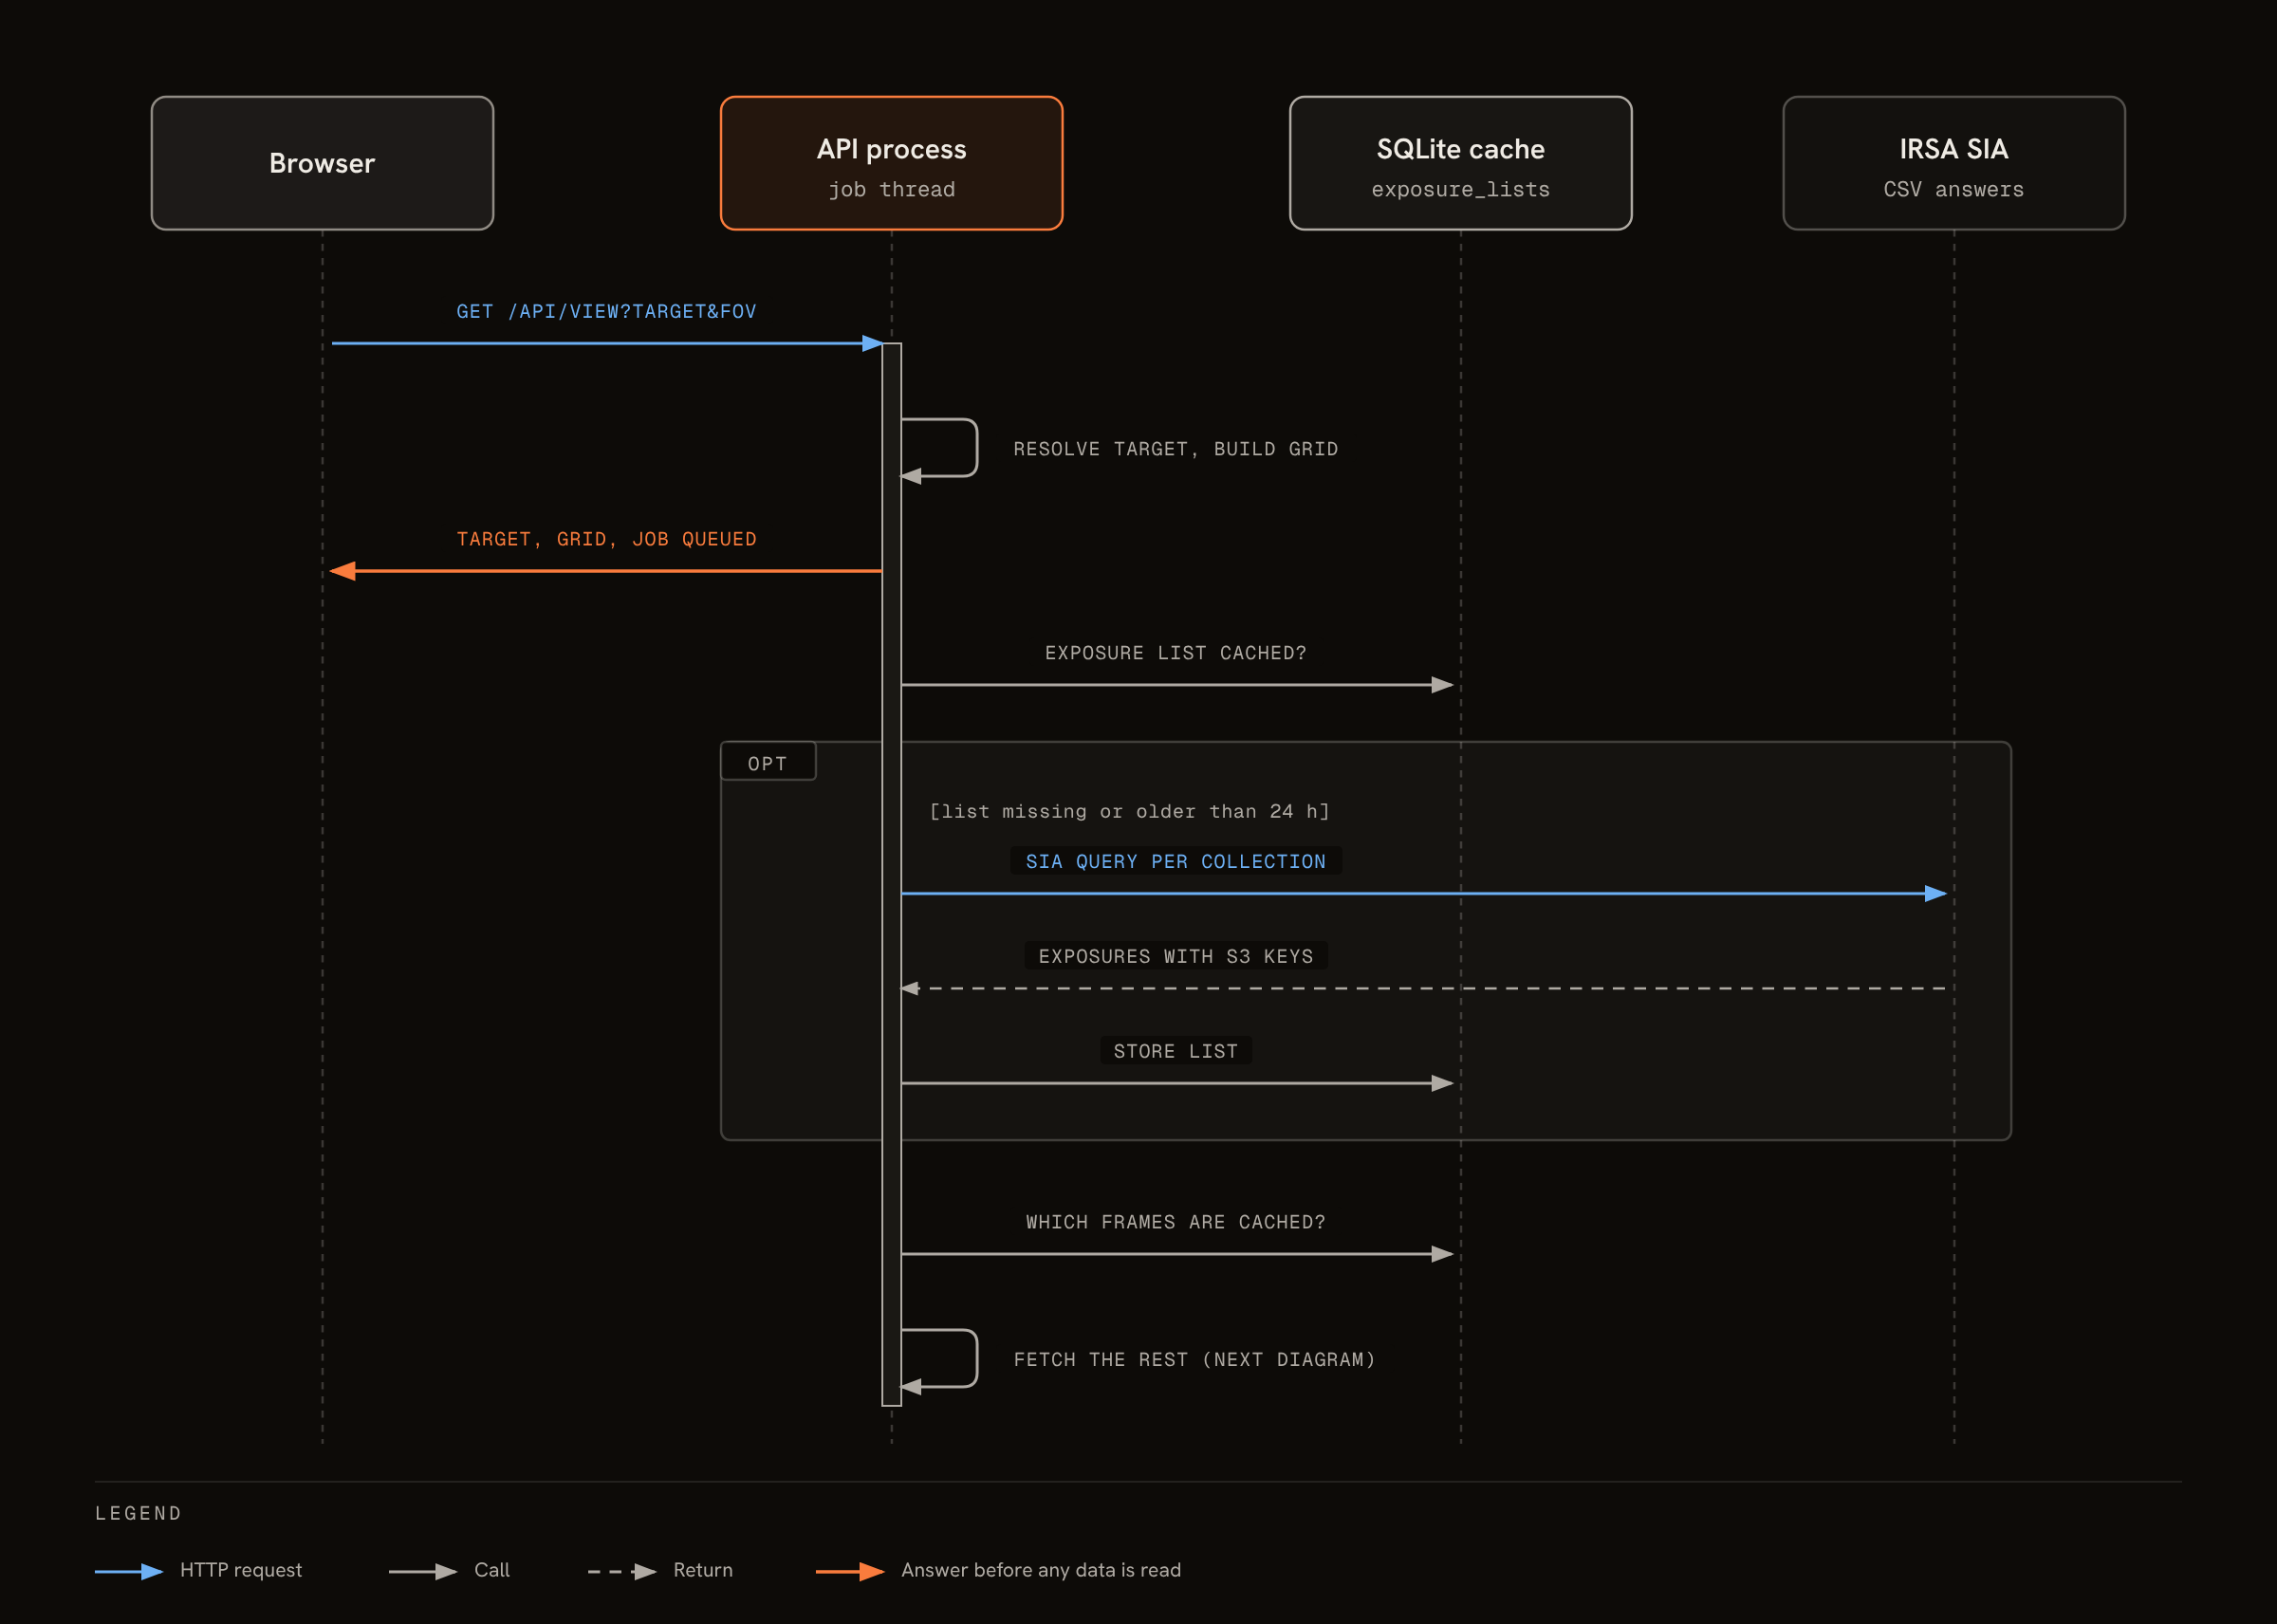 Browser
API process
job thread
SQLite cache
exposure_lists
IRSA SIA
CSV answers
GET /API/VIEW?TARGET&FOV
RESOLVE TARGET, BUILD GRID
TARGET, GRID, JOB QUEUED
EXPOSURE LIST CACHED?
OPT
[list missing or older than 24 h]
SIA QUERY PER COLLECTION
EXPOSURES WITH S3 KEYS
STORE LIST
WHICH FRAMES ARE CACHED?
FETCH THE REST (NEXT DIAGRAM)
LEGEND
HTTP request
Call
Return
Answer before any data is read